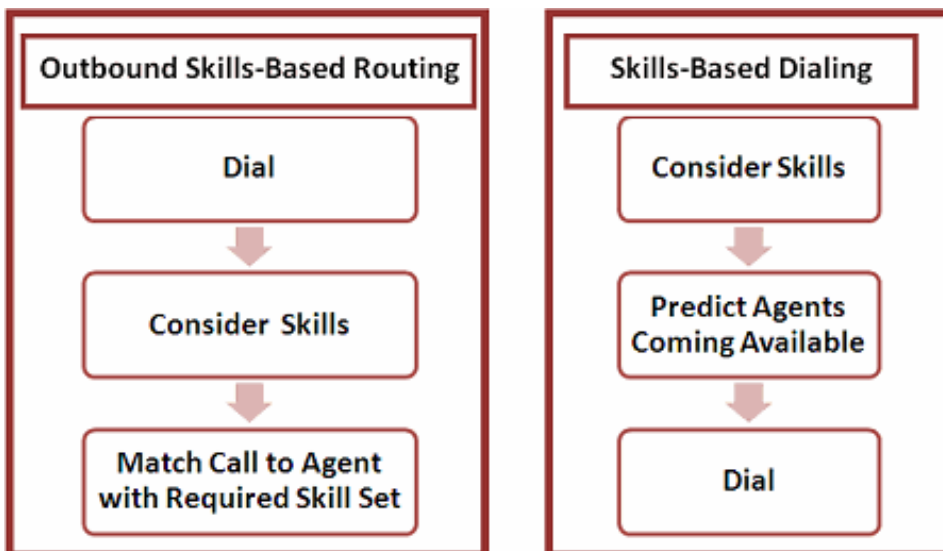 Outbound Skills-Based Routing
Dial
Consider Skills
Match Call to Agent
with Required Skill Set
Skills-Based Dialing
Consider Skills
Predict Agents
Coming Available
Dial